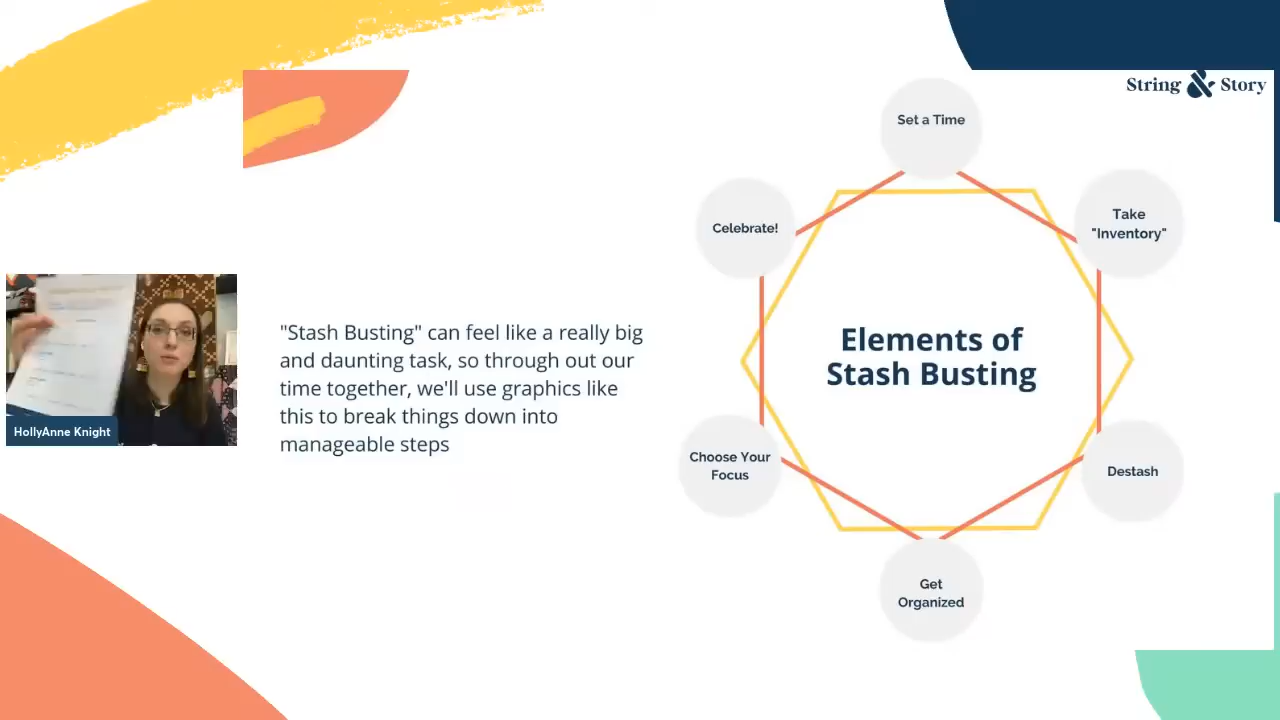 String & Story
Set a Time
Take
"Inventory"
Celebrate!
"Stash Busting" can feel like a really big
and daunting task, so through out our
time together, we'll use graphics like
this to break things down into
manageable steps
Elements of
Stash Busting
HollyAnne Knight
Choose Your
Focus
Destash
Get
Organized